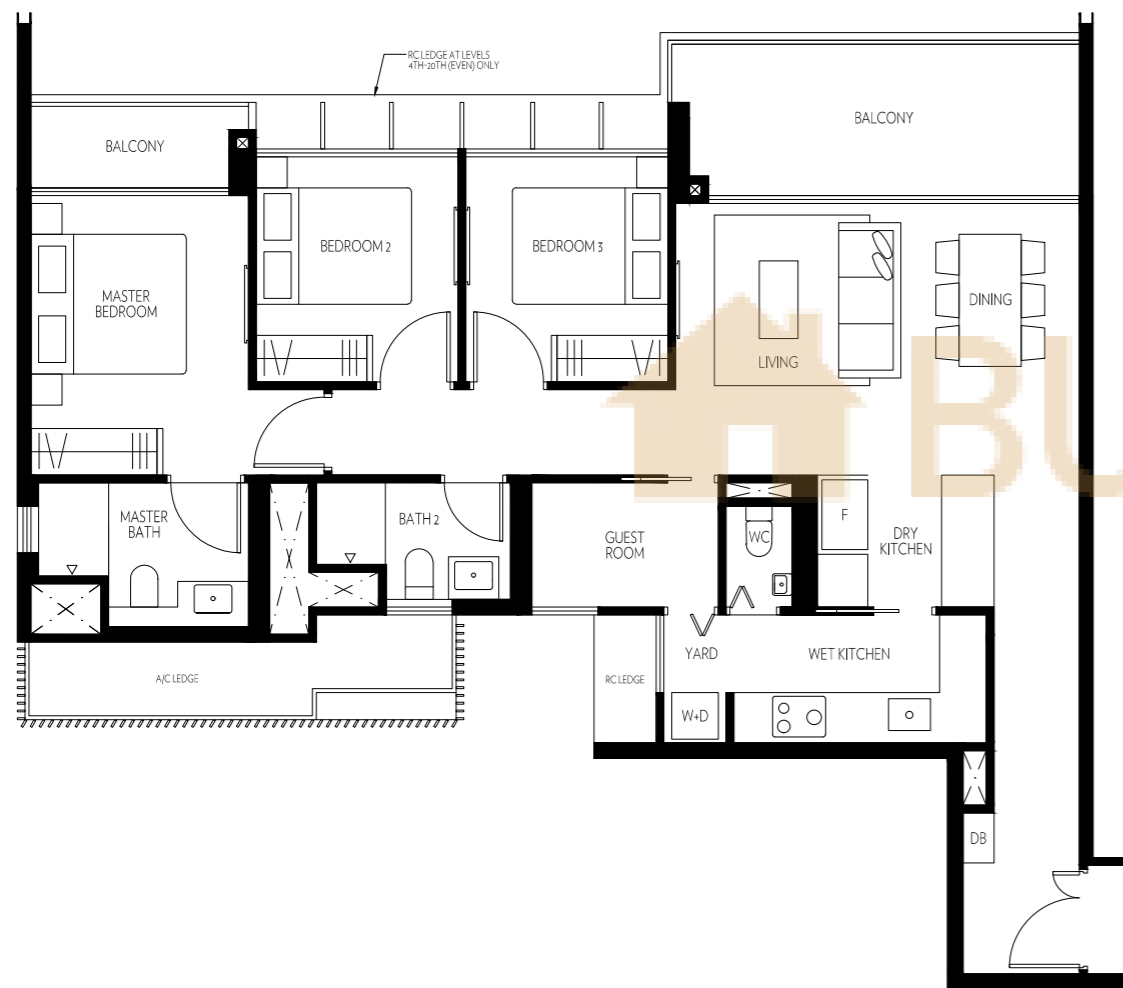 RC LEDGE AT LEVELS
4TH-20TH (EVEN) ONLY
BALCONY
BALCONY
MASTER
BEDROOM
BEDROOM 2
BEDROOM 3
LIVING
DINING
BU
MASTER
BATH
BATH 2
GUEST
ROOM
WC
F
DRY
KITCHEN
YARD
WET KITCHEN
A/C LEDGE
RC LEDGE
W+D
DB